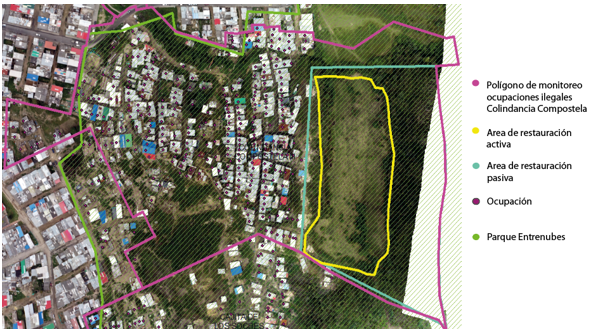 Polígono de monitoreo
ocupaciones ilegales
Colindancia Compostela
Area de restauración
activa
Area de restauración
pasiva
Ocupación
Parque Entrenubes